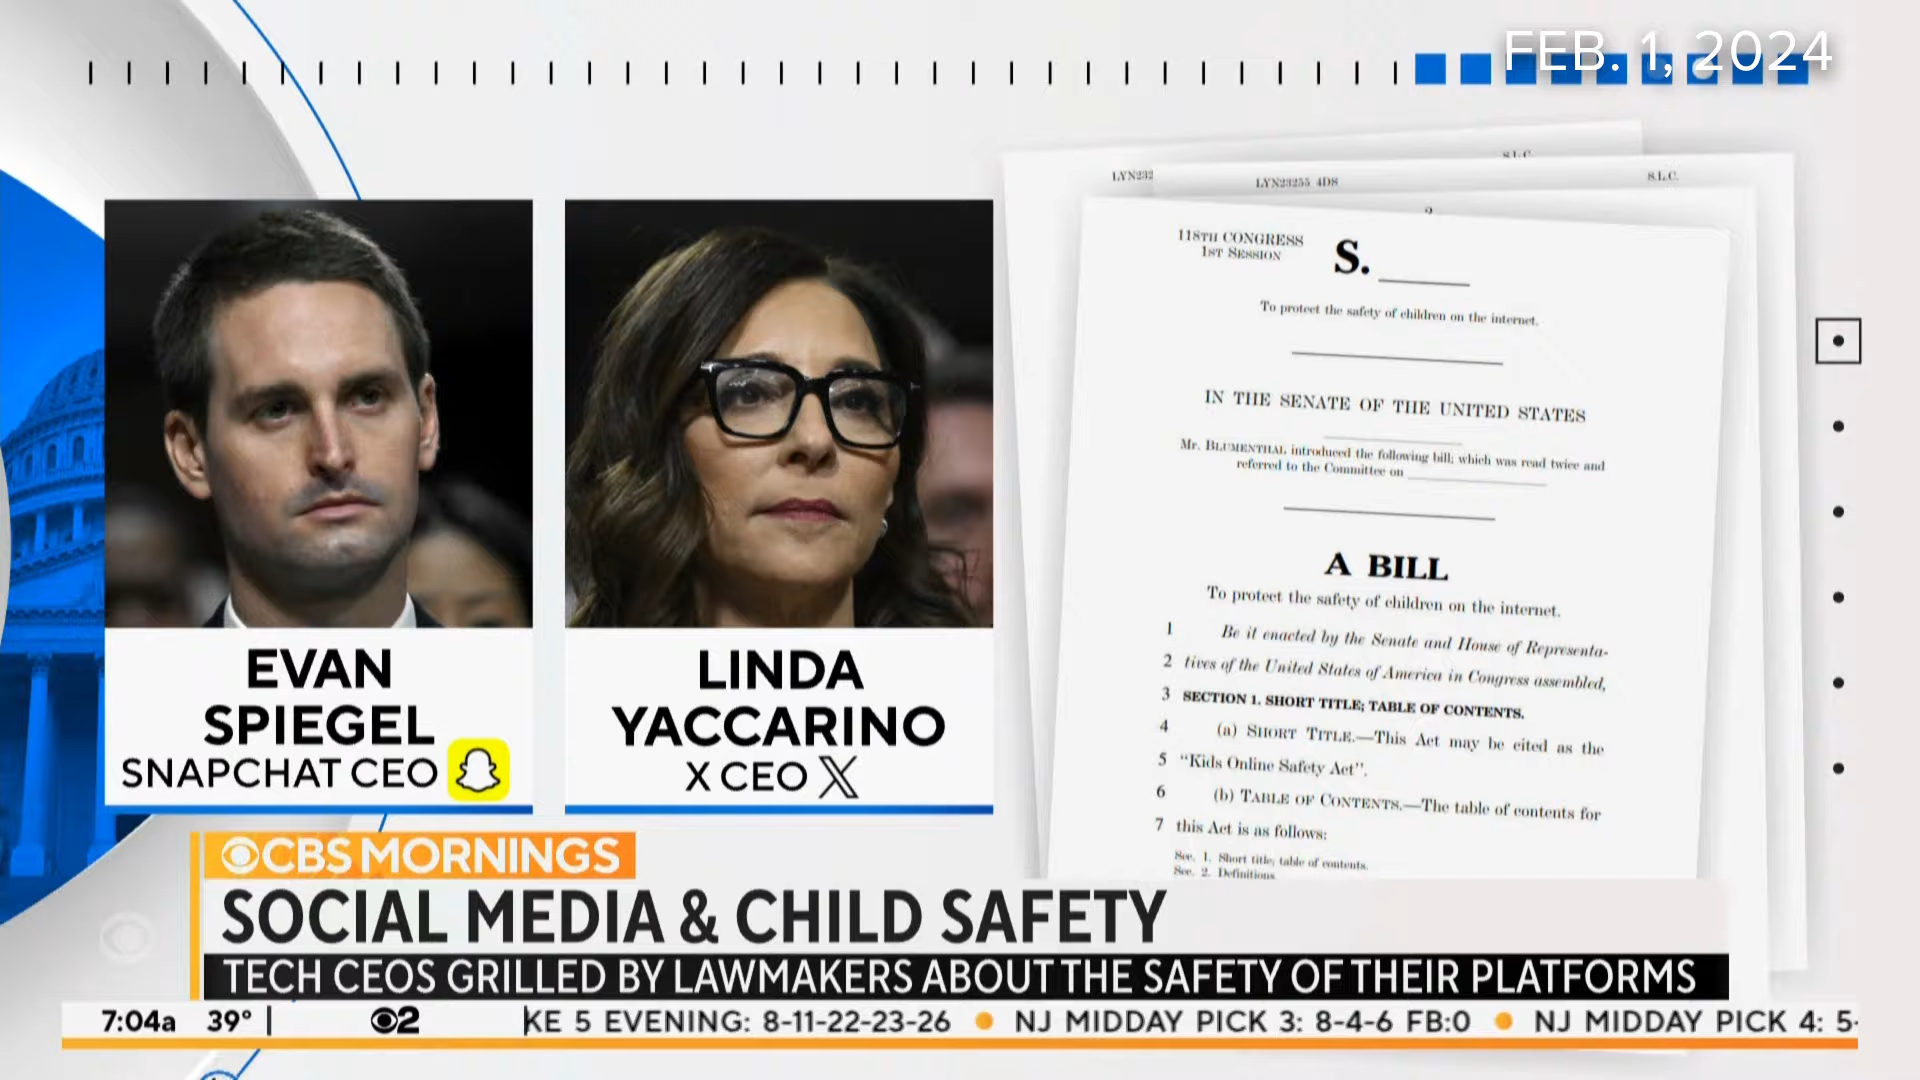 FEB. 1, 2024
S.L.C.
LYN232
LYN23255 4DS
S.L.C.
2
118TH CONGRESS
1ST SESSION
S.
To protect the safety of children on the internet.
IN THE SENATE OF THE UNITED STATES
Mr. BLUMENTHAL introduced the following bill; which was read twice and
referred to the Committee on
A BILL
To protect the safety of children on the internet.
1 Be it enacted by the Senate and House of Representa-
2 tives of the United States of America in Congress assembled,
3 SECTION 1. SHORT TITLE; TABLE OF CONTENTS.
4 (a) SHORT TITLE.—This Act may be cited as the
5 “Kids Online Safety Act”.
6 (b) TABLE OF CONTENTS.—The table of contents for
7 this Act is as follows:
Sec. 1. Short title; table of contents.
Sec. 2. Definitions.
EVAN
SPIEGEL
SNAPCHAT CEO
LINDA
YACCARINO
X CEO X
CBS MORNINGS
SOCIAL MEDIA & CHILD SAFETY
TECH CEOS GRILLED BY LAWMAKERS ABOUT THE SAFETY OF THEIR PLATFORMS
7:04a 39° | 2 KE 5 EVENING: 8-11-22-23-26 NJ MIDDAY PICK 3: 8-4-6 FB:0 NJ MIDDAY PICK 4: 5-